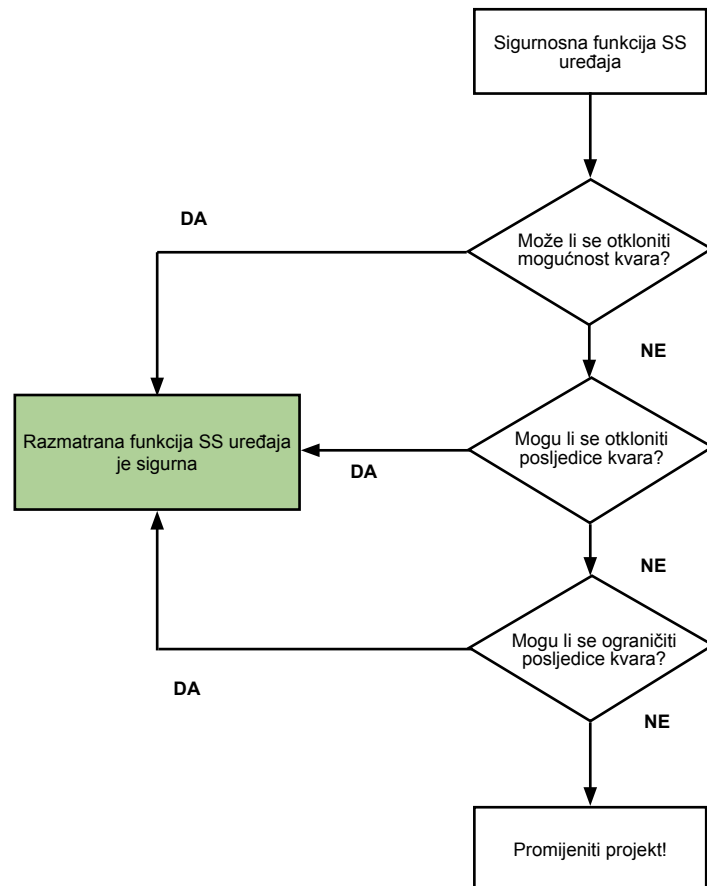 Sigurnosna funkcija SS
uređaja
DA
Može li se otkloniti
mogućnost kvara?
NE
Razmatrana funkcija SS uređaja
je sigurna
DA
Mogu li se otkloniti
posljedice kvara?
NE
Mogu li se ograničiti
posljedice kvara?
DA
NE
Promijeniti projekt!